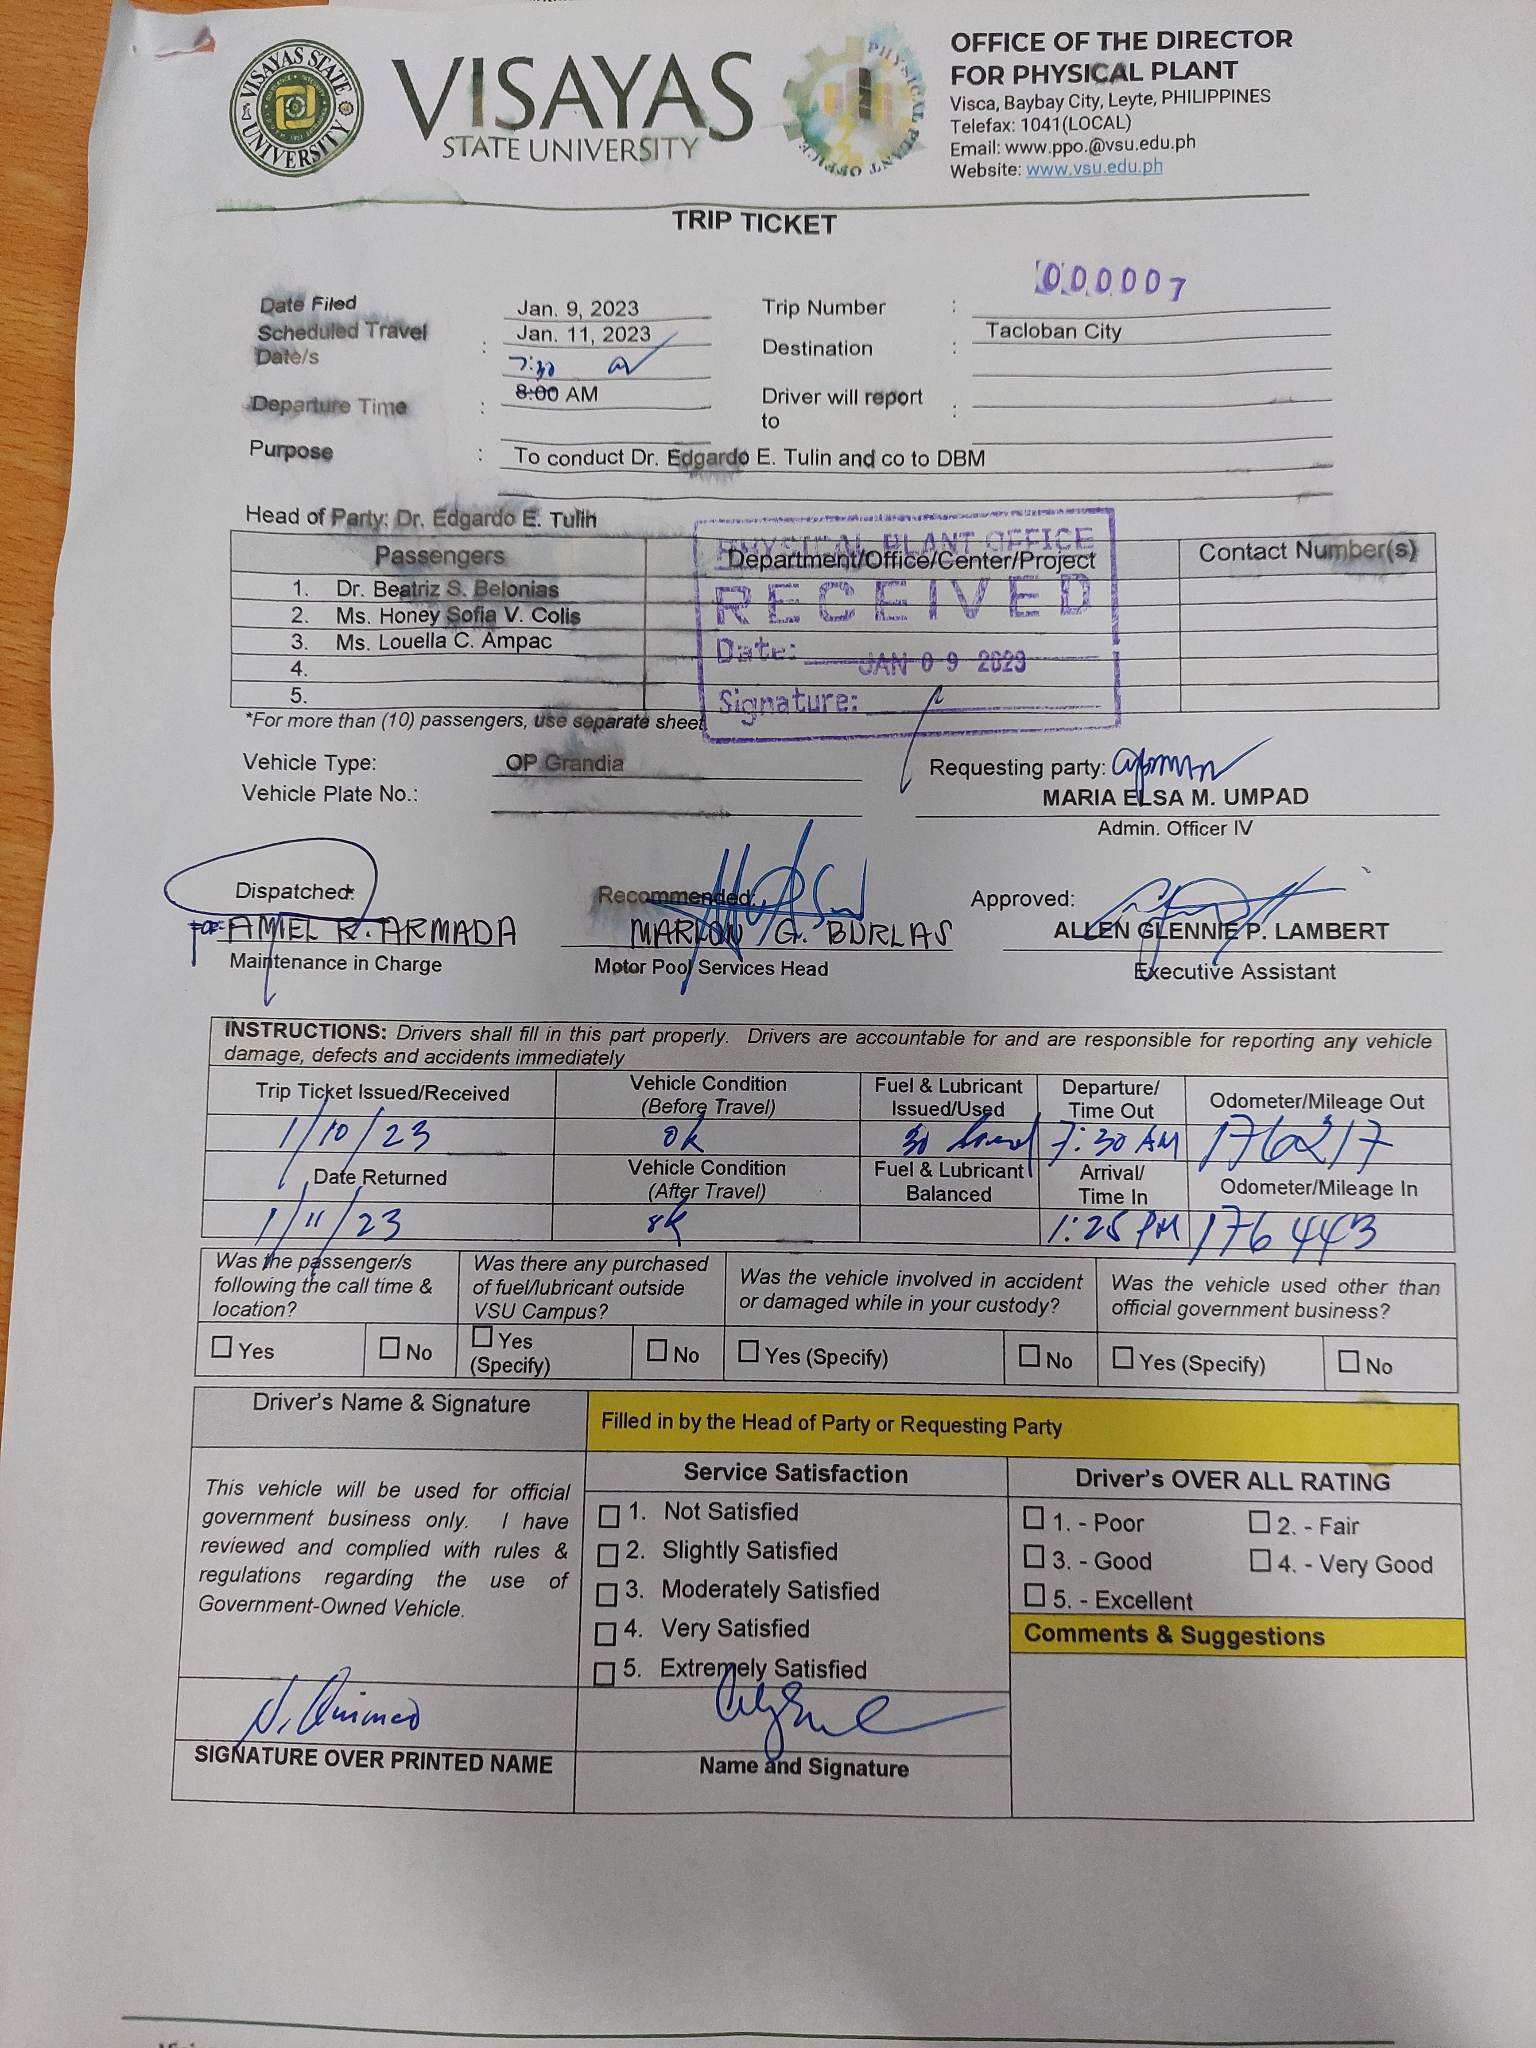 VISAYAS STATE
UNIVERSITY
VISAYAS
STATE UNIVERSITY
PHYSICAL PLANT OFFICE
OFFICE OF THE DIRECTOR
FOR PHYSICAL PLANT
Visca, Baybay City, Leyte, PHILIPPINES
Telefax: 1041(LOCAL)
Email: www.ppo.@vsu.edu.ph
Website: www.vsu.edu.ph
TRIP TICKET
Date Filed Jan. 9, 2023 Trip Number : 000007
Scheduled Travel Date/s : Jan. 11, 2023 Destination : Tacloban City
7:30
Departure Time : 8:00 AM Driver will report to :
Purpose : To conduct Dr. Edgardo E. Tulin and co to DBM
Head of Party: Dr. Edgardo E. Tulin
Passengers Department/Office/Center/Project Contact Number(s)
1. Dr. Beatriz S. Belonias
2. Ms. Honey Sofia V. Colis
3. Ms. Louella C. Ampac
4.
5.
PHYSICAL PLANT OFFICE
RECEIVED
Date: JAN 09 2023
Signature:
*For more than (10) passengers, use separate sheet
Vehicle Type: OP Grandia Requesting party:
Vehicle Plate No.: MARIA ELSA M. UMPAD
Admin. Officer IV
Dispatched: Recommended: Approved:
FOR: AMIEL R. ARMADA MARLON G. BURLAS ALLEN GLENNIE P. LAMBERT
Maintenance in Charge Motor Pool Services Head Executive Assistant
INSTRUCTIONS: Drivers shall fill in this part properly. Drivers are accountable for and are responsible for reporting any vehicle
damage, defects and accidents immediately
Trip Ticket Issued/Received Vehicle Condition (Before Travel) Fuel & Lubricant Issued/Used Departure/ Time Out Odometer/Mileage Out
1/10/23 ok 30 7:30 AM 176217
Date Returned Vehicle Condition (After Travel) Fuel & Lubricant Balanced Arrival/ Time In Odometer/Mileage In
1/11/23 ok 1:25 PM 176443
Was the passenger/s following the call time & location? Was there any purchased of fuel/lubricant outside VSU Campus? Was the vehicle involved in accident or damaged while in your custody? Was the vehicle used other than official government business?
Yes No Yes (Specify) No Yes (Specify) No Yes (Specify) No
Driver's Name & Signature Filled in by the Head of Party or Requesting Party
This vehicle will be used for official
government business only. I have
reviewed and complied with rules &
regulations regarding the use of
Government-Owned Vehicle.
Service Satisfaction
1. Not Satisfied
2. Slightly Satisfied
3. Moderately Satisfied
4. Very Satisfied
5. Extremely Satisfied
Driver's OVER ALL RATING
1. - Poor 2. - Fair
3. - Good 4. - Very Good
5. - Excellent
Comments & Suggestions
SIGNATURE OVER PRINTED NAME Name and Signature